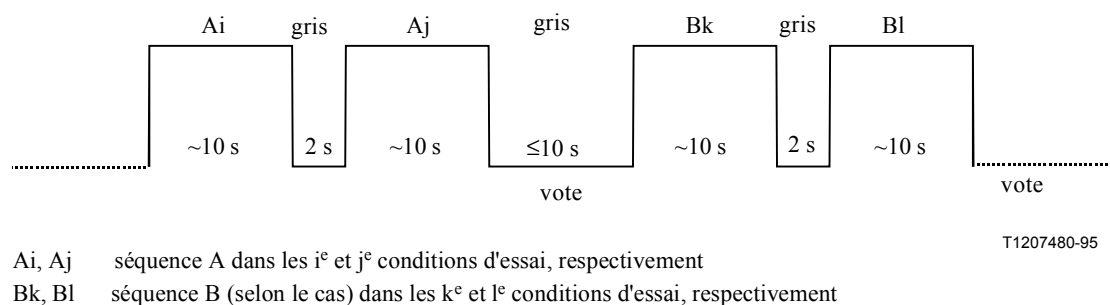 Ai gris Aj gris Bk gris Bl
~10 s 2 s ~10 s ≤10 s ~10 s 2 s ~10 s
vote vote
T1207480-95
Ai, Aj séquence A dans les iᵉ et jᵉ conditions d'essai, respectivement
Bk, Bl séquence B (selon le cas) dans les kᵉ et lᵉ conditions d'essai, respectivement